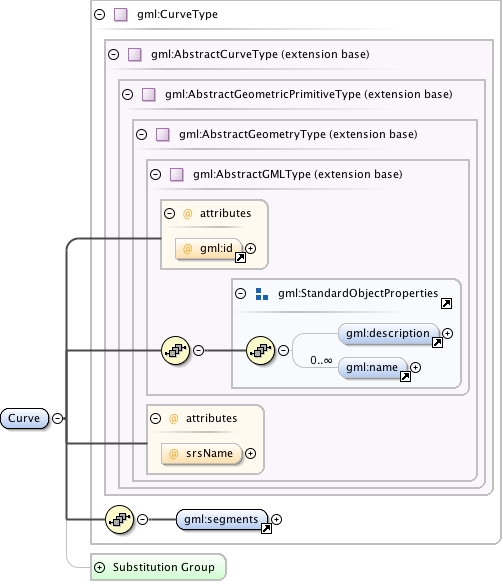 gml:CurveType
gml:AbstractCurveType (extension base)
gml:AbstractGeometricPrimitiveType (extension base)
gml:AbstractGeometryType (extension base)
gml:AbstractGMLType (extension base)
@ attributes
@ gml:id
gml:StandardObjectProperties
gml:description
0..∞
gml:name
Curve
@ attributes
@ srsName
gml:segments
Substitution Group